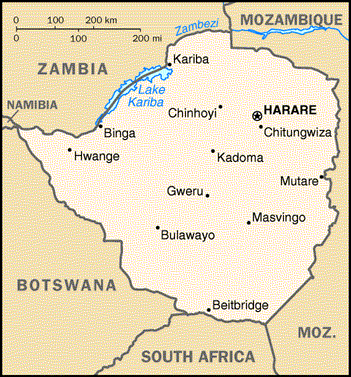 0 100 200 km
0 100 200 mi
MOZAMBIQUE
Zambezi
ZAMBIA
Kariba
Lake
Kariba
Chinhoyi
HARARE
NAMIBIA
Binga
Chitungwiza
Hwange
Kadoma
Mutare
Gweru
Masvingo
Bulawayo
BOTSWANA
Beitbridge
MOZ.
SOUTH AFRICA